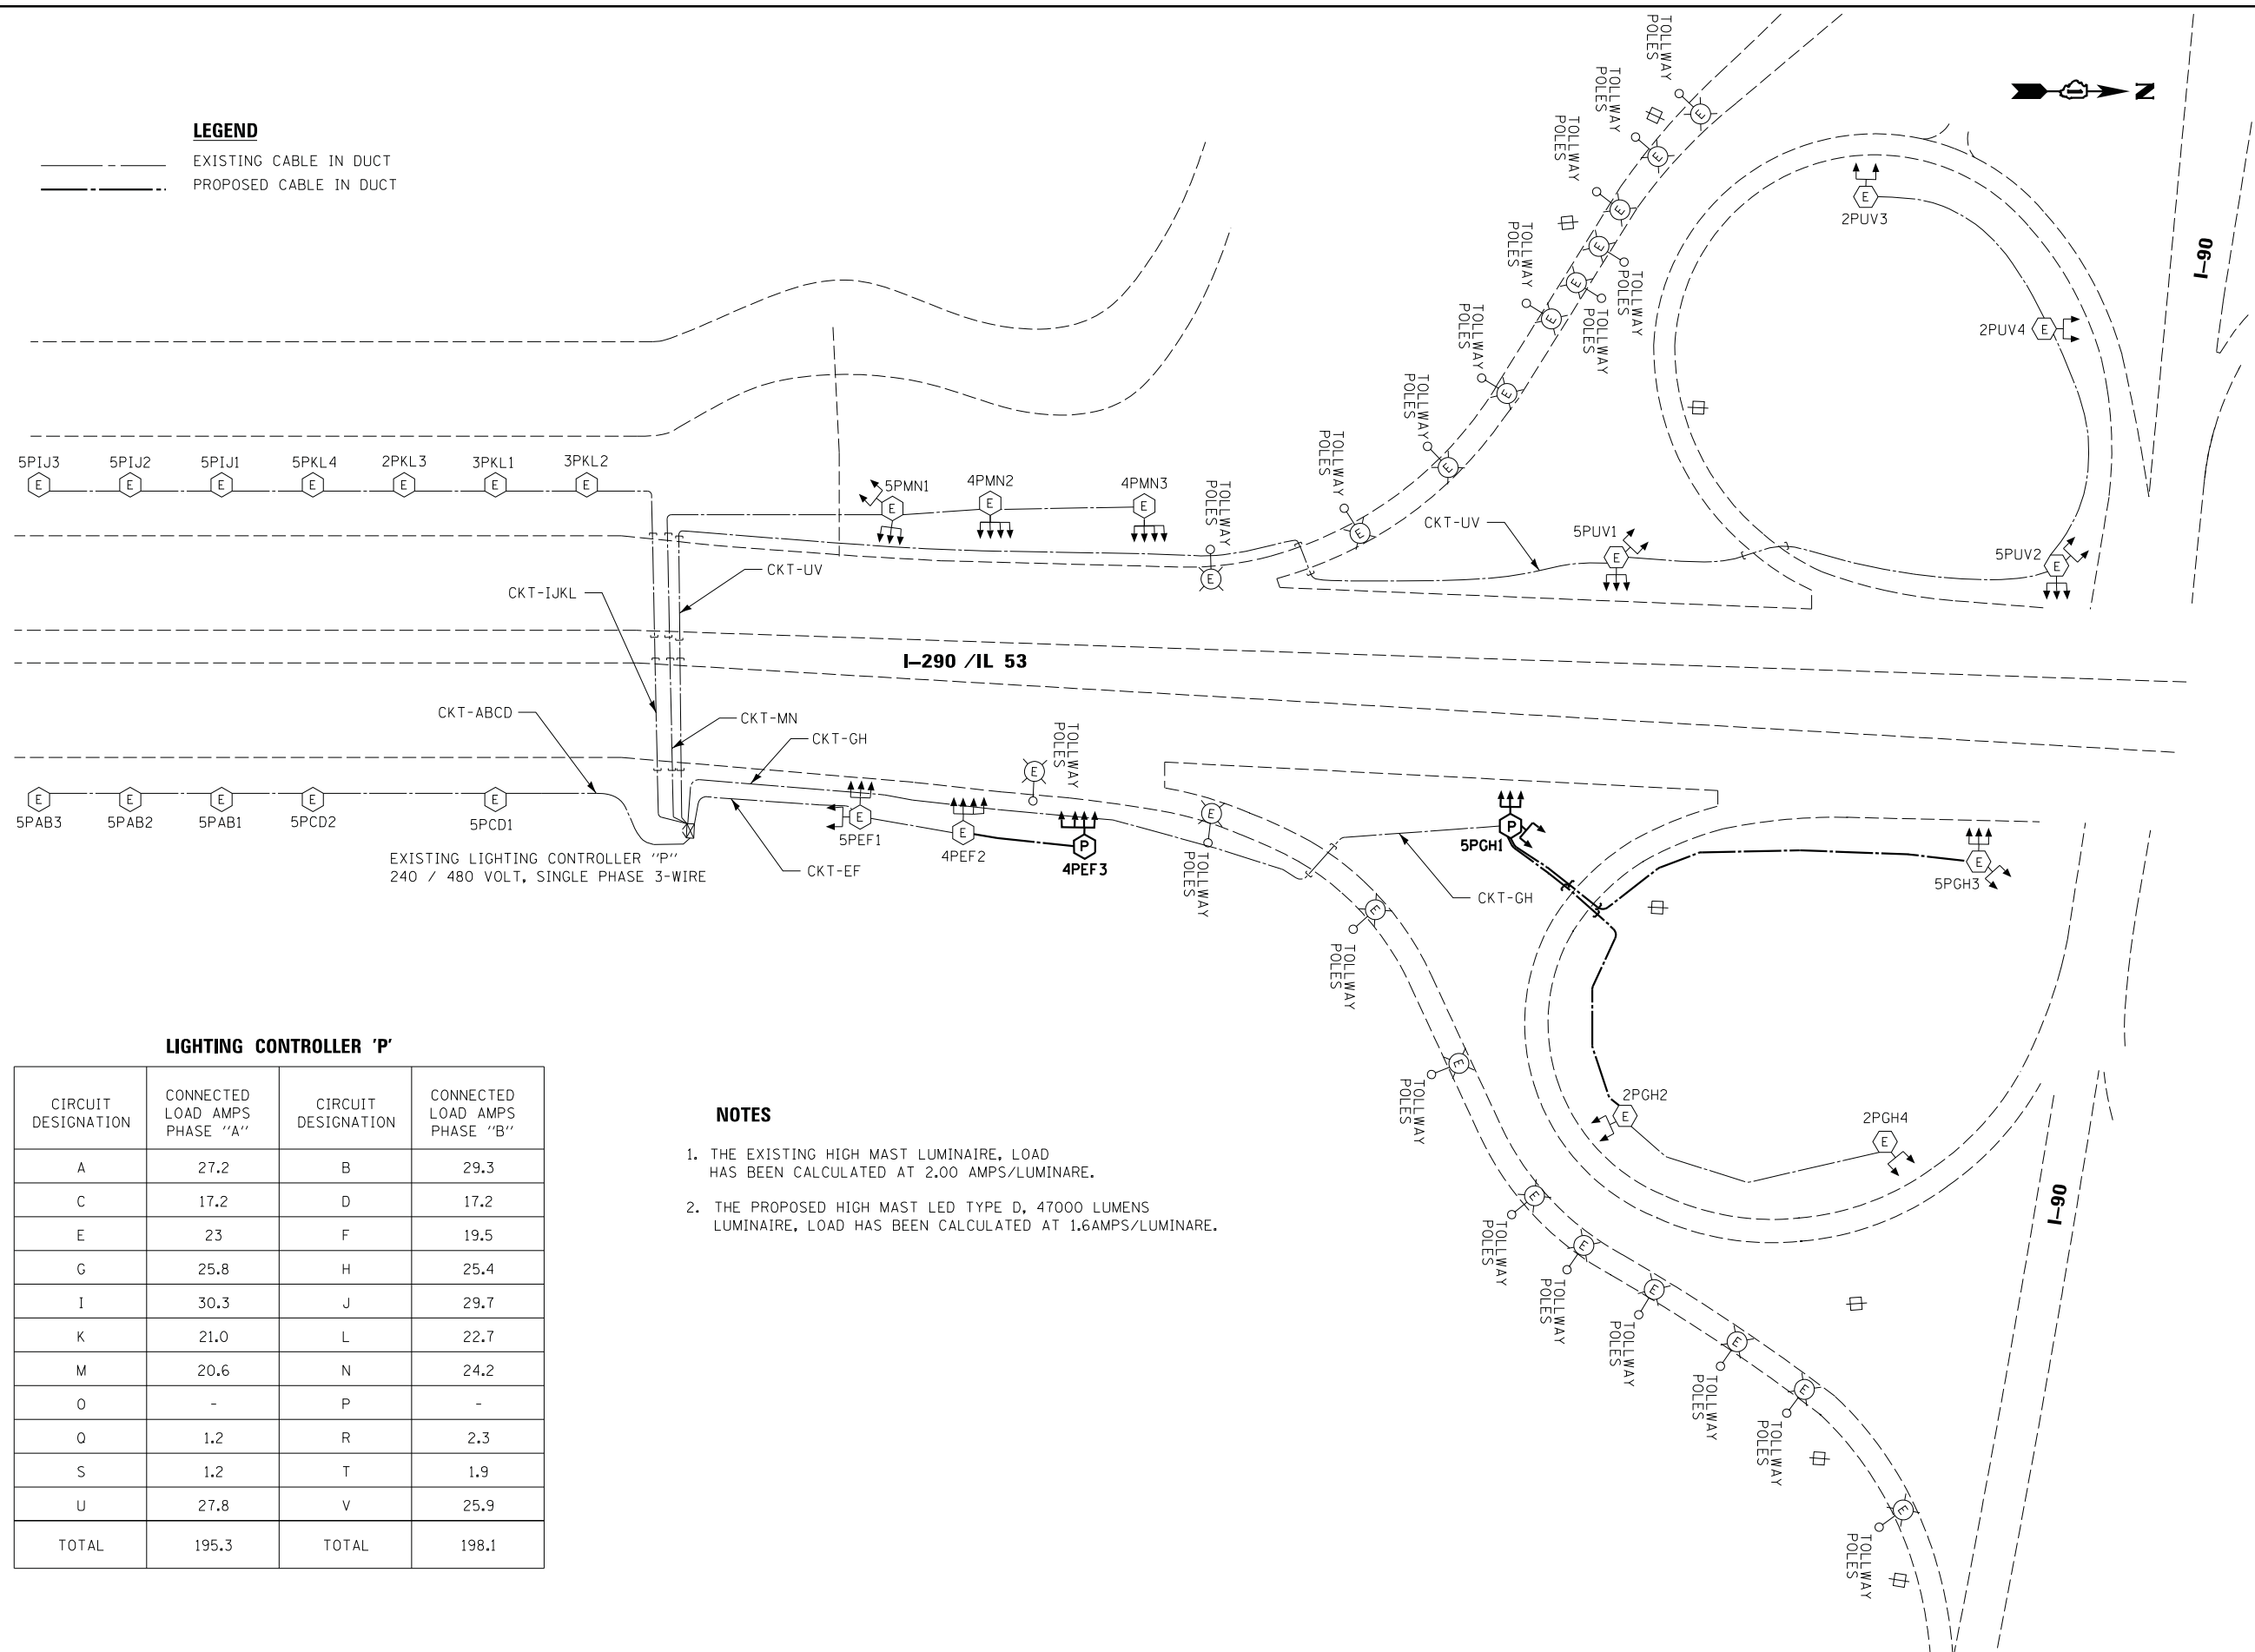 LEGEND
EXISTING CABLE IN DUCT
PROPOSED CABLE IN DUCT
N
TOLLWAY
POLES
TOLLWAY
POLES
TOLLWAY
POLES
TOLLWAY
POLES
TOLLWAY
POLES
TOLLWAY
POLES
TOLLWAY
POLES
TOLLWAY
POLES
TOLLWAY
POLES
TOLLWAY
POLES
E
E
E
E
E
E
E
E
E
E
E
2PUV3
E
2PUV4
E
I-90
5PIJ3
5PIJ2
5PIJ1
5PKL4
2PKL3
3PKL1
3PKL2
E
E
E
E
E
E
E
5PMN1
E
4PMN2
E
4PMN3
E
CKT-UV
5PUV1
E
5PUV2
E
CKT-UV
CKT-IJKL
I-290 /IL 53
CKT-ABCD
CKT-MN
CKT-GH
TOLLWAY
POLES
E
E
E
E
E
E
5PAB3
5PAB2
5PAB1
5PCD2
5PCD1
EXISTING LIGHTING CONTROLLER "P"
240 / 480 VOLT, SINGLE PHASE 3-WIRE
CKT-EF
E
5PEF1
E
4PEF2
P
4PEF3
E
TOLLWAY
POLES
P
5PGH1
CKT-GH
E
5PGH3
E
TOLLWAY
POLES
E
TOLLWAY
POLES
2PGH2
E
2PGH4
E
E
TOLLWAY
POLES
E
TOLLWAY
POLES
E
TOLLWAY
POLES
E
TOLLWAY
POLES
E
TOLLWAY
POLES
E
TOLLWAY
POLES
I-90
LIGHTING CONTROLLER 'P'
CIRCUIT
DESIGNATION
CONNECTED
LOAD AMPS
PHASE "A"
CIRCUIT
DESIGNATION
CONNECTED
LOAD AMPS
PHASE "B"
A 27.2 B 29.3
C 17.2 D 17.2
E 23 F 19.5
G 25.8 H 25.4
I 30.3 J 29.7
K 21.0 L 22.7
M 20.6 N 24.2
O - P -
Q 1.2 R 2.3
S 1.2 T 1.9
U 27.8 V 25.9
TOTAL 195.3 TOTAL 198.1
NOTES
1. THE EXISTING HIGH MAST LUMINAIRE, LOAD
HAS BEEN CALCULATED AT 2.00 AMPS/LUMINARE.
2. THE PROPOSED HIGH MAST LED TYPE D, 47000 LUMENS
LUMINAIRE, LOAD HAS BEEN CALCULATED AT 1.6AMPS/LUMINARE.